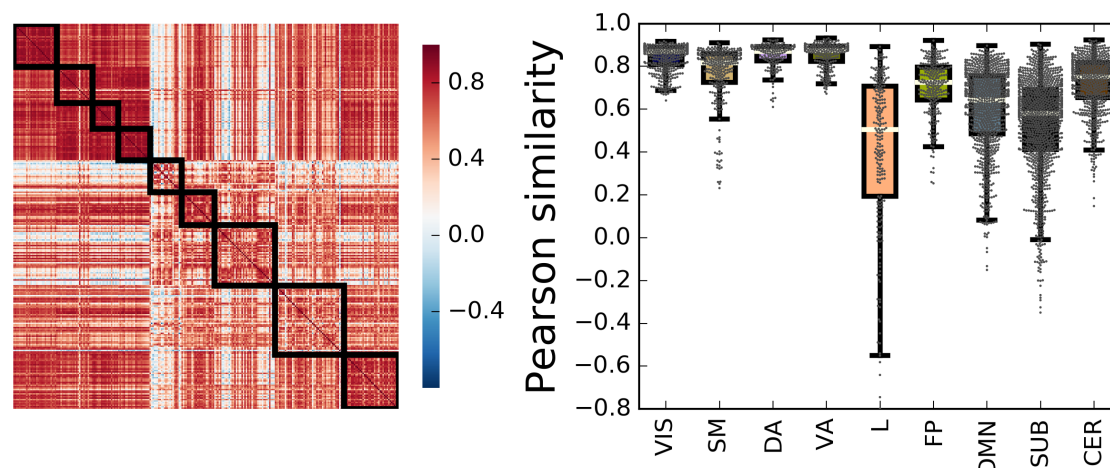 0.8
0.4
0.0
−0.4
Pearson similarity
1.0
0.8
0.6
0.4
0.2
0.0
−0.2
−0.4
−0.6
−0.8
VIS
SM
DA
VA
L
FP
DMN
SUB
CER